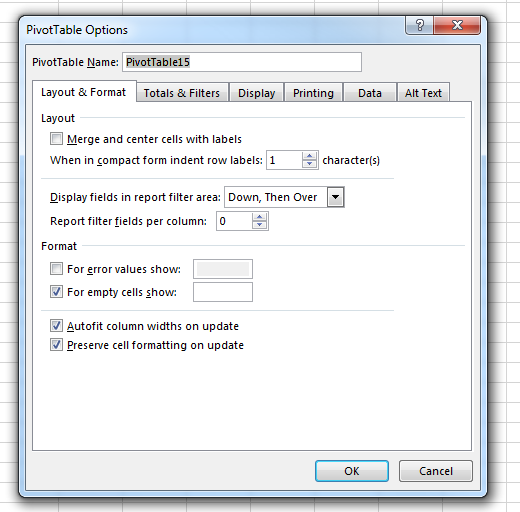 PivotTable Options
?
PivotTable Name: PivotTable15
Layout & Format Totals & Filters Display Printing Data Alt Text
Layout
Merge and center cells with labels
When in compact form indent row labels: 1 character(s)
Display fields in report filter area: Down, Then Over
Report filter fields per column: 0
Format
For error values show:
For empty cells show:
Autofit column widths on update
Preserve cell formatting on update
OK Cancel